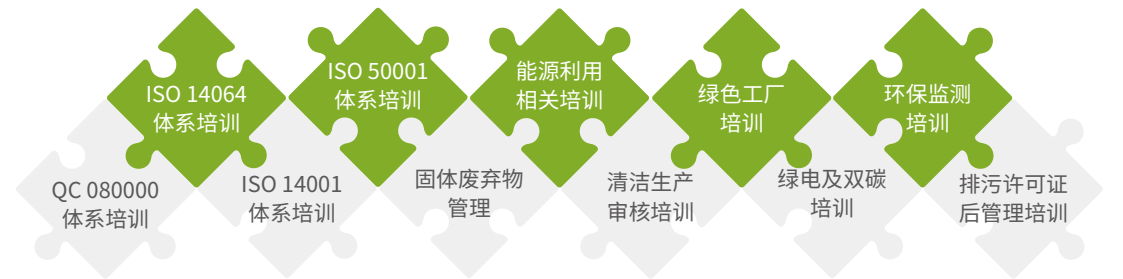 ISO 14064
体系培训
ISO 50001
体系培训
能源利用
相关培训
绿色工厂
培训
环保监测
培训
QC 080000
体系培训
ISO 14001
体系培训
固体废弃物
管理
清洁生产
审核培训
绿电及双碳
培训
排污许可证
后管理培训